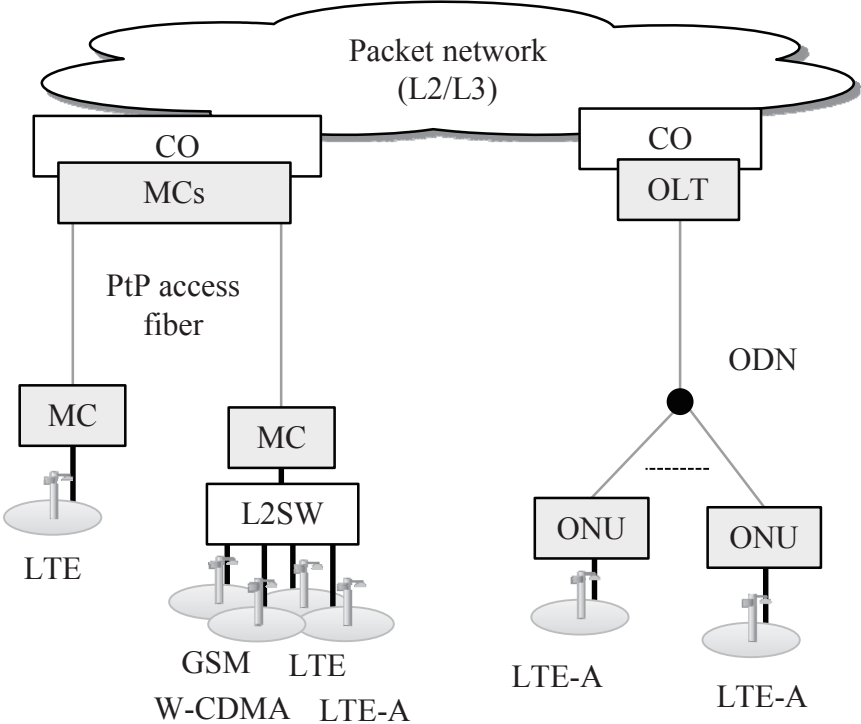 Packet network
(L2/L3)
CO
MCs
CO
OLT
PtP access
fiber
ODN
MC
MC
L2SW
ONU
ONU
LTE
GSM
LTE
W-CDMA
LTE-A
LTE-A
LTE-A